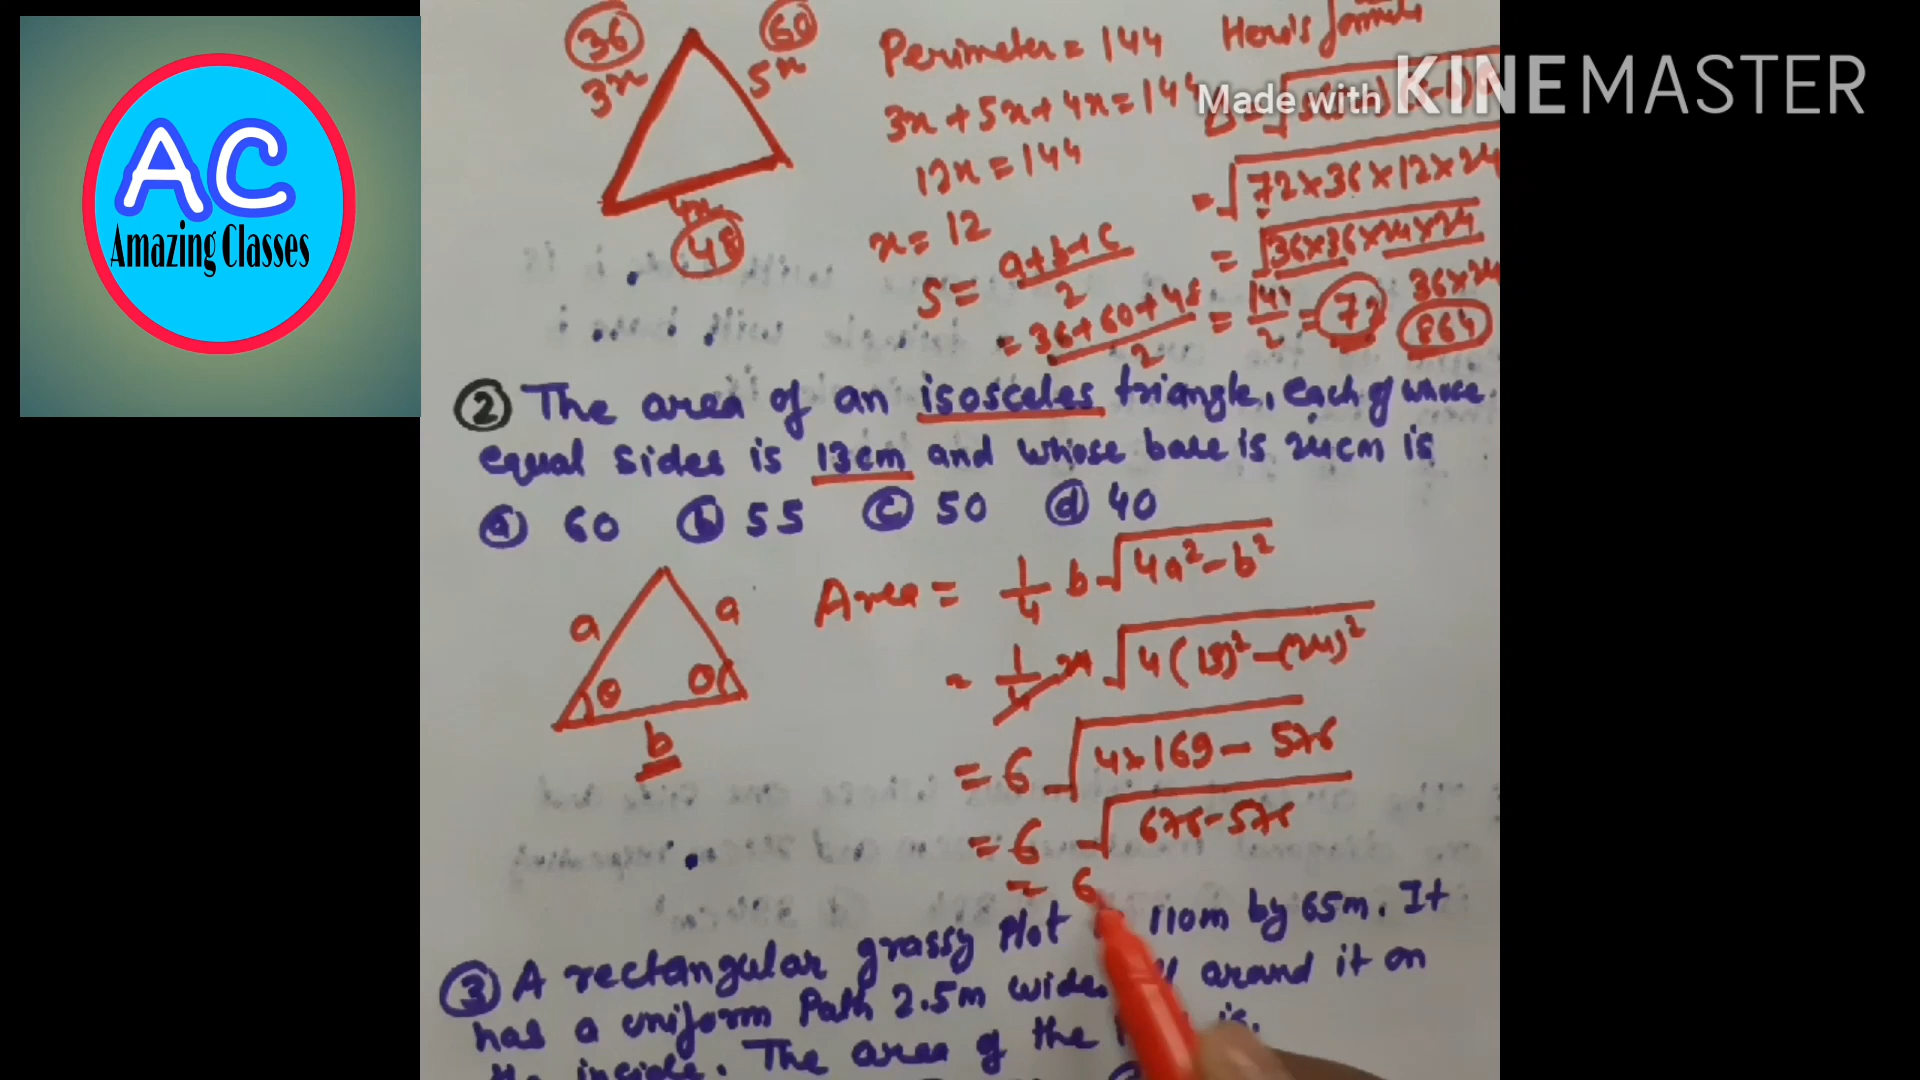 AC
Amazing Classes
Made with KINEMASTER
36
60
3x
5x
4x
48
Perimeter = 144
3x + 5x + 4x = 144
12x = 144
x = 12
S = a+b+c / 2
= 36+60+48 / 2 = 144 / 2 = 72
= √72×36×12×24
= √36×36×24×24
36×24
864
② The area of an isosceles triangle, each of whose
equal sides is 13cm and whose base is 24cm is
ⓐ 60 ⓑ 55 ⓒ 50 ⓓ 40
a
a
θ
θ
b
Area = 1/4 b √4a² - b²
= 1/4 24 √4(13)² - (24)²
= 6 √4×169 - 576
= 6 √676-576
= 6
③ A rectangular grassy Plot 110m by 65m. It
has a uniform Path 2.5m wide around it on
the inside. The area of the is.